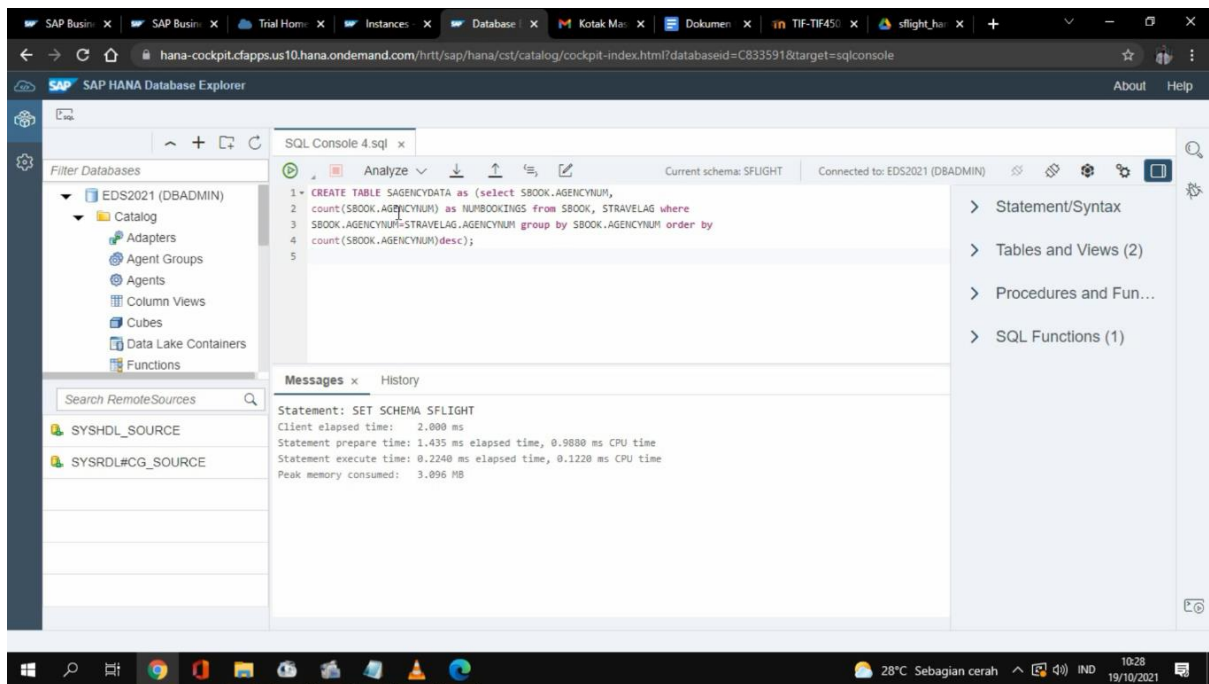 SAP Busine
SAP Busine
Trial Home
Instances -
Database E
Kotak Mas
Dokumen
TIF-TIF450
sflight_han
hana-cockpit.cfapps.us10.hana.ondemand.com/hrtt/sap/hana/cst/catalog/cockpit-index.html?databaseid=C833591&target=sqlconsole
SAP SAP HANA Database Explorer
About Help
SQL Console 4.sql
Filter Databases
Analyze
Current schema: SFLIGHT
Connected to: EDS2021 (DBADMIN)
EDS2021 (DBADMIN)
Catalog
Adapters
Agent Groups
Agents
Column Views
Cubes
Data Lake Containers
Functions
1 CREATE TABLE SAGENCYDATA as (select SBOOK.AGENCYNUM,
2 count(SBOOK.AGENCYNUM) as NUMBOOKINGS from SBOOK, STRAVELAG where
3 SBOOK.AGENCYNUM=STRAVELAG.AGENCYNUM group by SBOOK.AGENCYNUM order by
4 count(SBOOK.AGENCYNUM)desc);
5
Statement/Syntax
Tables and Views (2)
Procedures and Fun...
SQL Functions (1)
Search RemoteSources
SYSHDL_SOURCE
SYSRDL#CG_SOURCE
Messages
History
Statement: SET SCHEMA SFLIGHT
Client elapsed time: 2.000 ms
Statement prepare time: 1.435 ms elapsed time, 0.9880 ms CPU time
Statement execute time: 0.2240 ms elapsed time, 0.1220 ms CPU time
Peak memory consumed: 3.096 MB
28°C Sebagian cerah
IND
10:28
19/10/2021